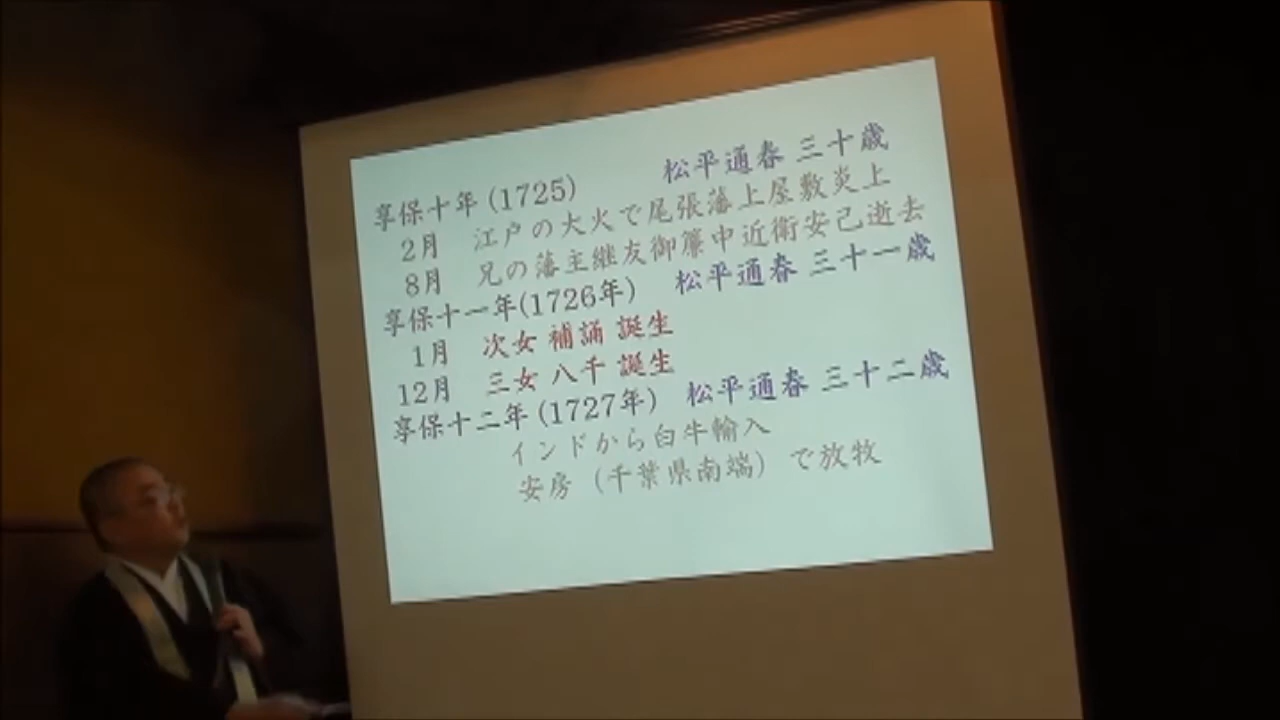 享保十年 (1725) 松平通春 三十歳
2月 江戸の大火で尾張藩上屋敷炎上
8月 兄の藩主継友御簾中近衛安己逝去
享保十一年(1726年) 松平通春 三十一歳
1月 次女 補誦 誕生
12月 三女 八千 誕生
享保十二年 (1727年) 松平通春 三十二歳
インドから白牛輸入
安房（千葉県南端）で放牧